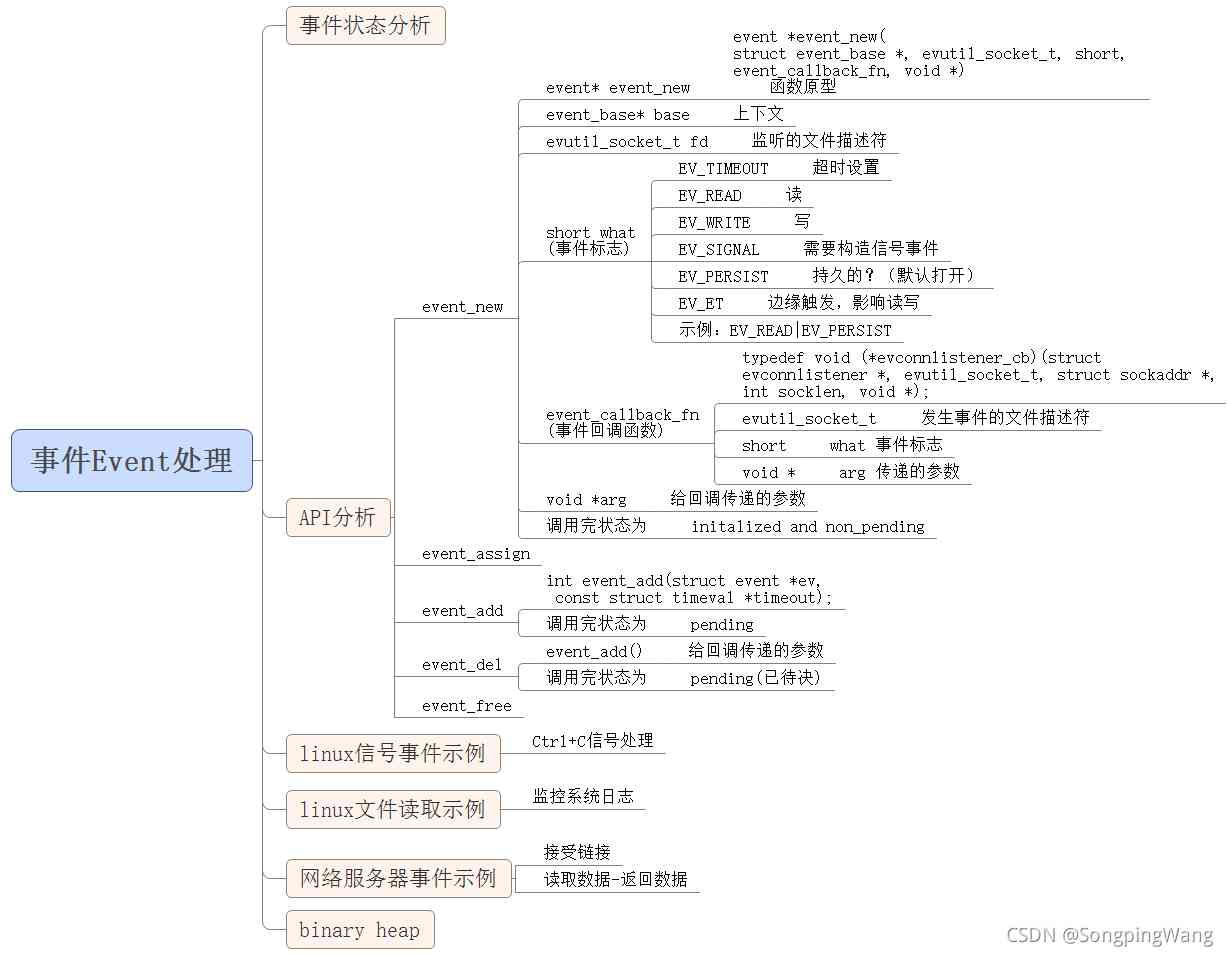 事件Event处理
事件状态分析
API分析
event_new
event* event_new
event *event_new(
struct event_base *, evutil_socket_t, short,
event_callback_fn, void *)
函数原型
event_base* base 上下文
evutil_socket_t fd 监听的文件描述符
short what
(事件标志)
EV_TIMEOUT 超时设置
EV_READ 读
EV_WRITE 写
EV_SIGNAL 需要构造信号事件
EV_PERSIST 持久的？（默认打开）
EV_ET 边缘触发，影响读写
示例：EV_READ|EV_PERSIST
event_callback_fn
(事件回调函数)
typedef void (*evconnlistener_cb)(struct
evconnlistener *, evutil_socket_t, struct sockaddr *,
int socklen, void *);
evutil_socket_t 发生事件的文件描述符
short what 事件标志
void * arg 传递的参数
void *arg 给回调传递的参数
调用完状态为 initalized and non_pending
event_assign
event_add
int event_add(struct event *ev,
const struct timeval *timeout);
调用完状态为 pending
event_del
event_add() 给回调传递的参数
调用完状态为 pending(已待决)
event_free
linux信号事件示例
Ctrl+C信号处理
linux文件读取示例
监控系统日志
网络服务器事件示例
接受链接
读取数据-返回数据
binary heap
CSDN @SongpingWang